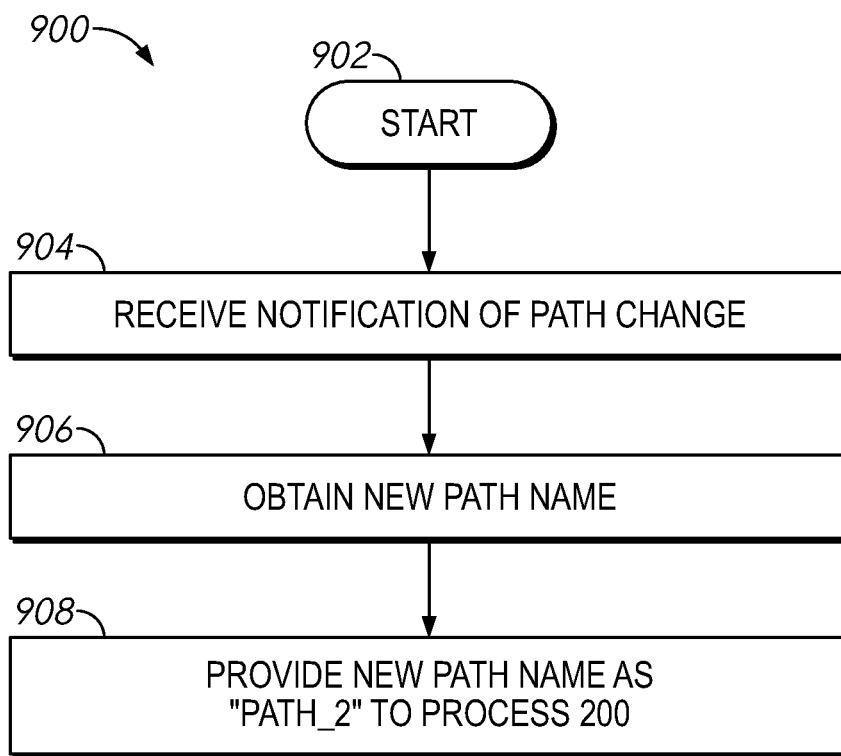 900
902
START
904
RECEIVE NOTIFICATION OF PATH CHANGE
906
OBTAIN NEW PATH NAME
908
PROVIDE NEW PATH NAME AS
"PATH_2" TO PROCESS 200